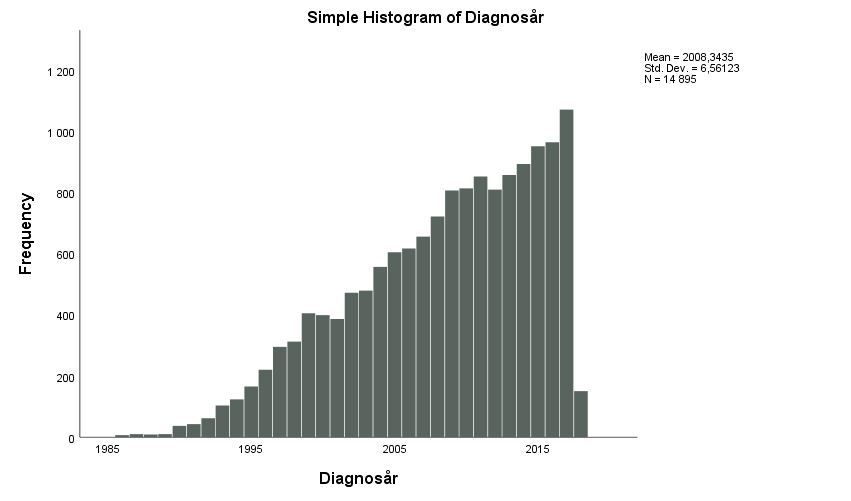 Simple Histogram of Diagnosår
Mean = 2008,3435
Std. Dev. = 6,56123
N = 14 895
1 200
1 000
800
600
400
200
0
Frequency
1985
1995
2005
2015
Diagnosår